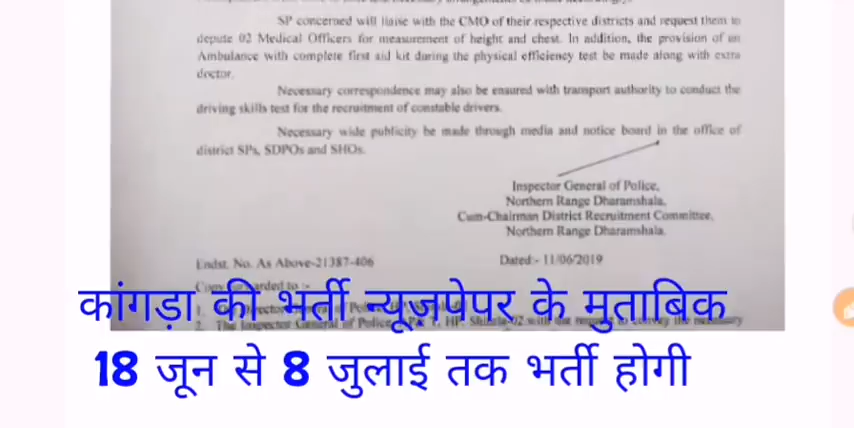 SP concerned will liaise with the CMO of their respective districts and request them to
depute 02 Medical Officers for measurement of height and chest. In addition, the provision of an
Ambulance with complete first aid kit during the physical efficiency test be made along with extra
doctor.
Necessary correspondence may also be ensured with transport authority to conduct the
driving skills test for the recruitment of constable drivers.
Necessary wide publicity be made through media and notice board in the office of
district SPs, SDPOs and SHOs.
Inspector General of Police,
Northern Range Dharamshala,
Cum-Chairman District Recruitment Committee,
Northern Range Dharamshala.
Endst. No. As Above-21387-406
Dated:- 11/06/2019
कांगड़ा की भर्ती न्यूज़पेपर के मुताबिक
18 जून से 8 जुलाई तक भर्ती होगी